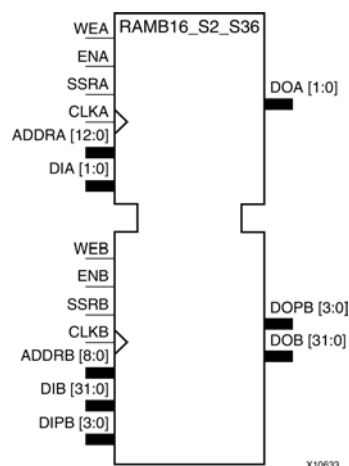 RAMB16_S2_S36
WEA
ENA
SSRA
DOA [1:0]
CLKA
ADDRA [12:0]
DIA [1:0]
WEB
ENB
SSRB
DOPB [3:0]
CLKB
DOB [31:0]
ADDRB [8:0]
DIB [31:0]
DIPB [3:0]
X10633